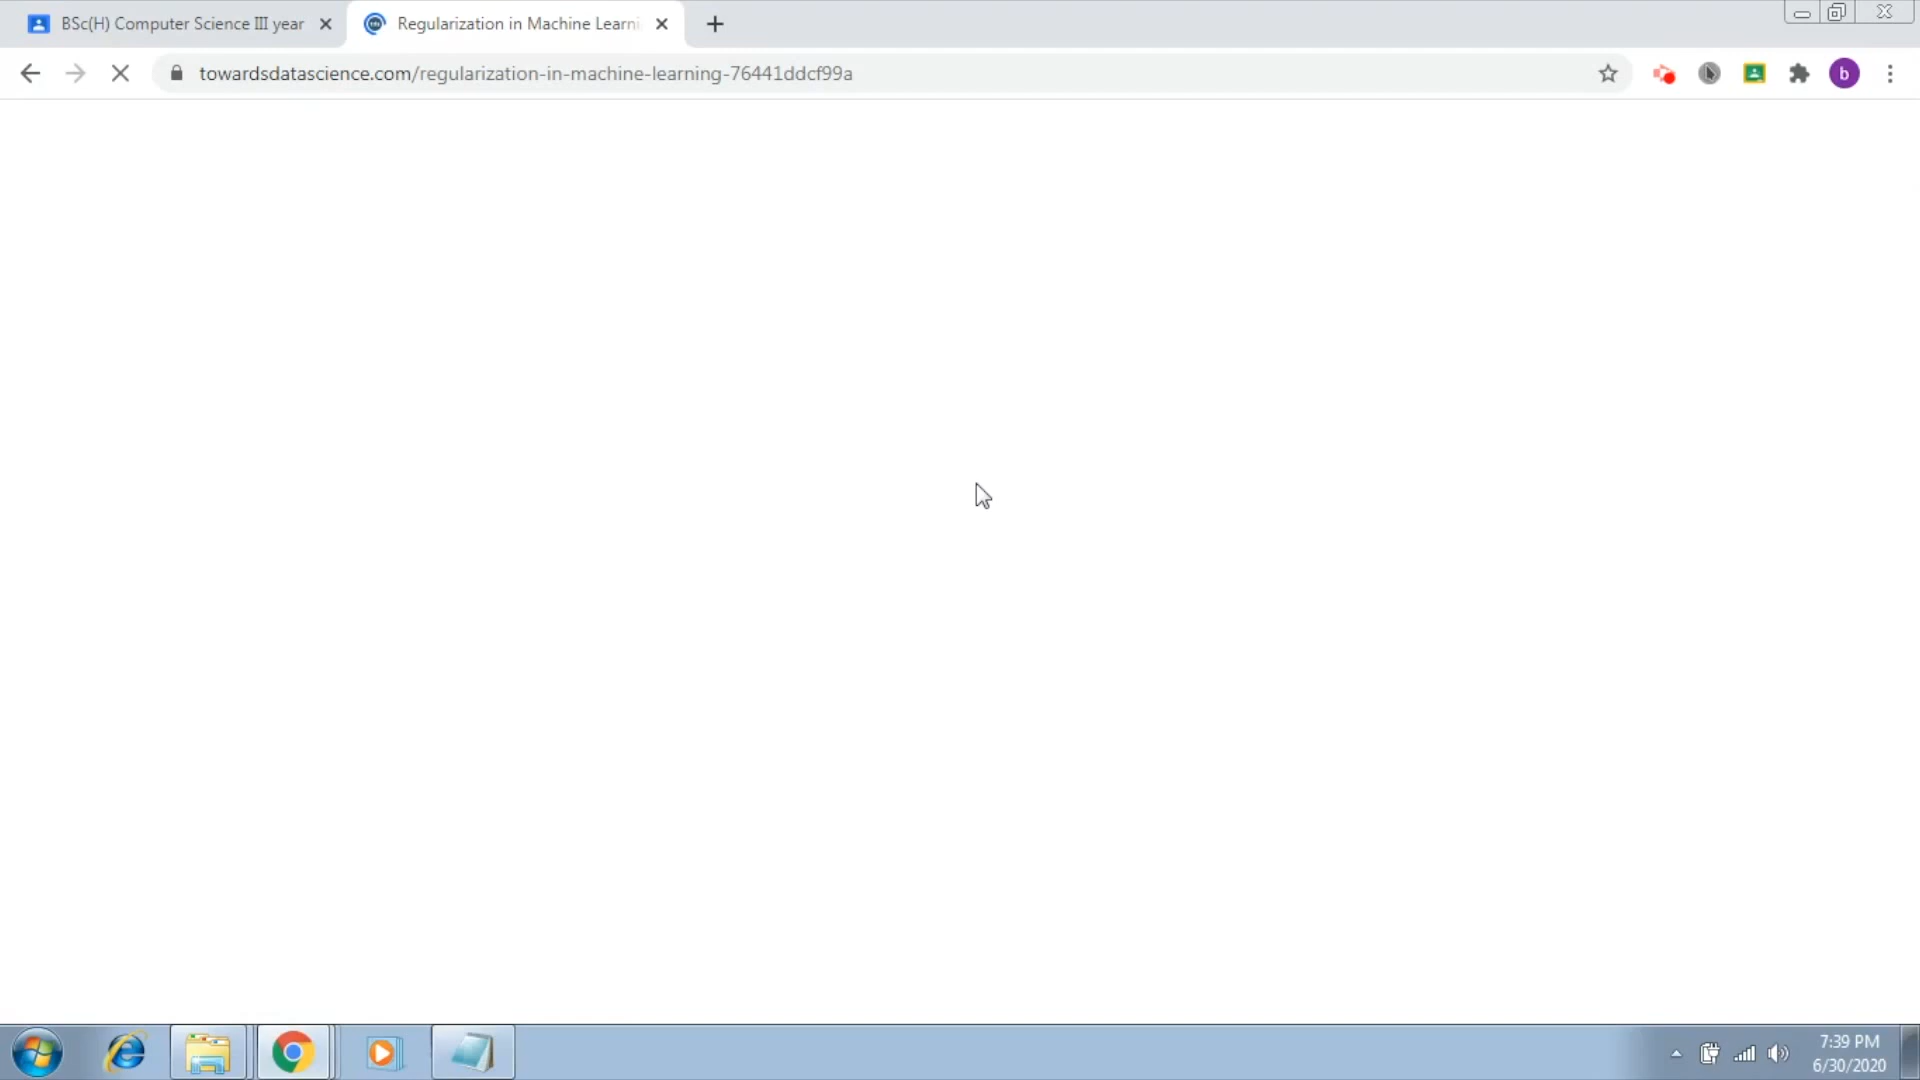 BSc(H) Computer Science III year
Regularization in Machine Learni
towardsdatascience.com/regularization-in-machine-learning-76441ddcf99a
b
7:39 PM
6/30/2020